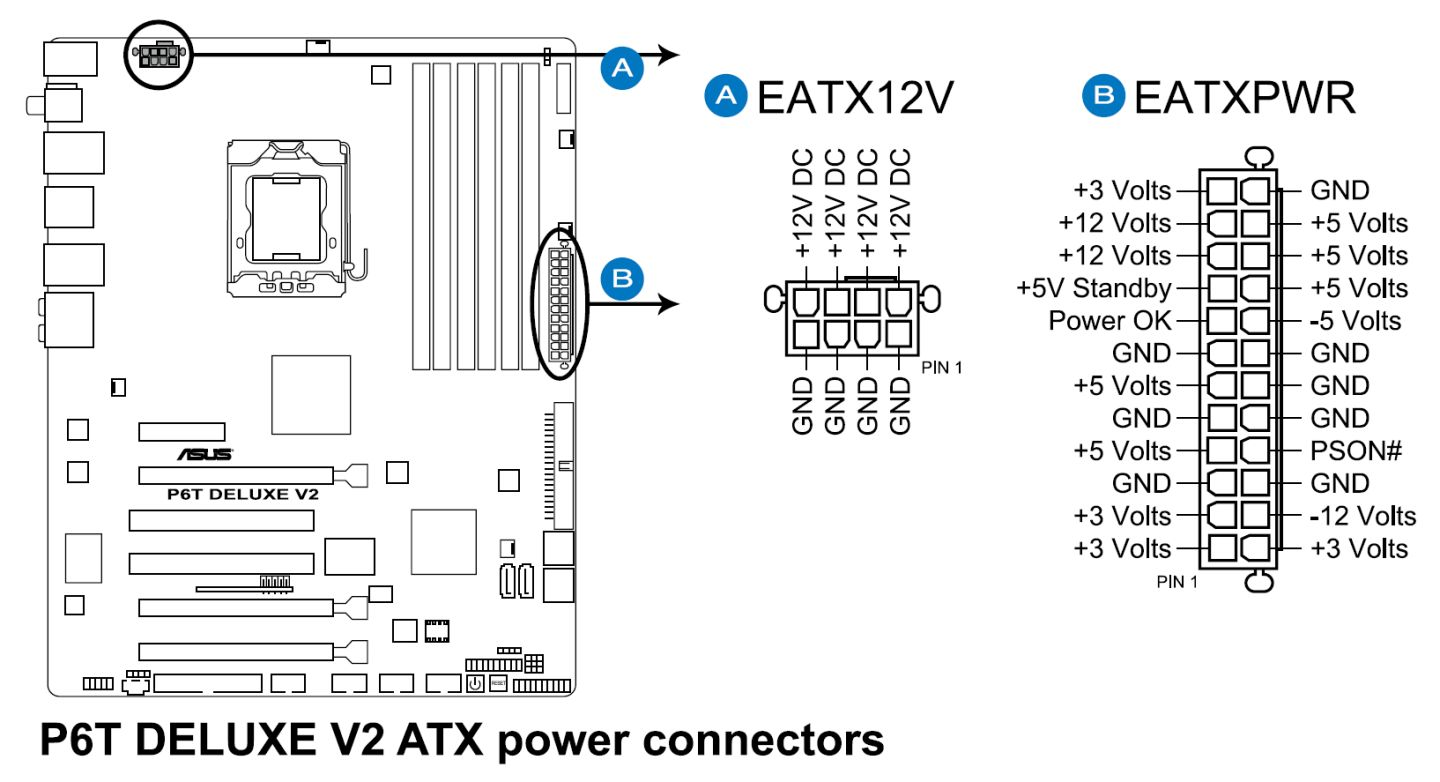 A
A EATX12V
B EATXPWR
+12V DC
+12V DC
+12V DC
+12V DC
GND
GND
GND
GND
PIN 1
+3 Volts GND
+12 Volts +5 Volts
+12 Volts +5 Volts
+5V Standby +5 Volts
Power OK -5 Volts
GND GND
+5 Volts GND
GND GND
+5 Volts PSON#
GND GND
+3 Volts -12 Volts
+3 Volts +3 Volts
PIN 1
B
ASUS
P6T DELUXE V2
RESET
P6T DELUXE V2 ATX power connectors